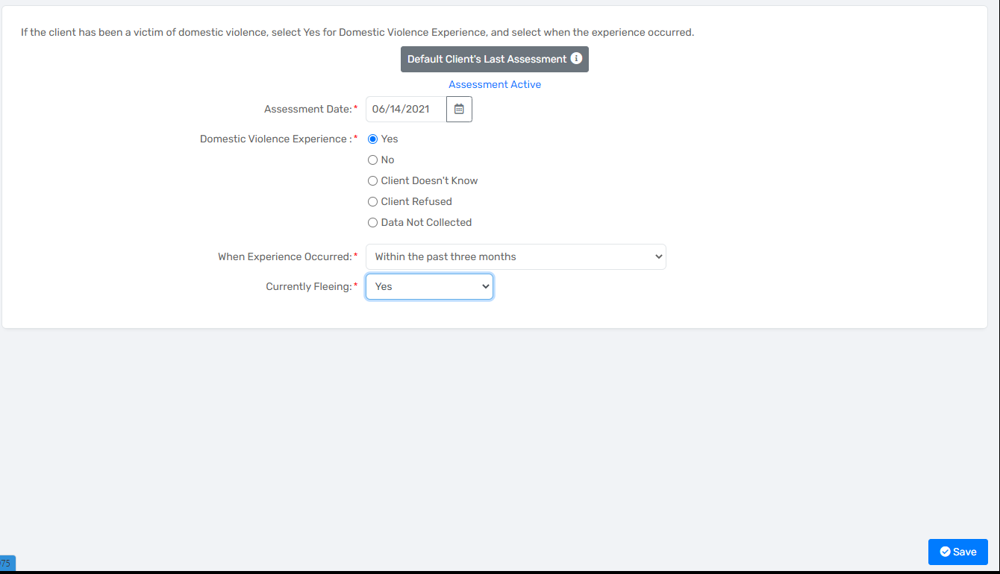 If the client has been a victim of domestic violence, select Yes for Domestic Violence Experience, and select when the experience occurred.
Default Client's Last Assessment
Assessment Active
Assessment Date:* 06/14/2021
Domestic Violence Experience :* Yes
No
Client Doesn't Know
Client Refused
Data Not Collected
When Experience Occurred:* Within the past three months
Currently Fleeing:* Yes
Save
75